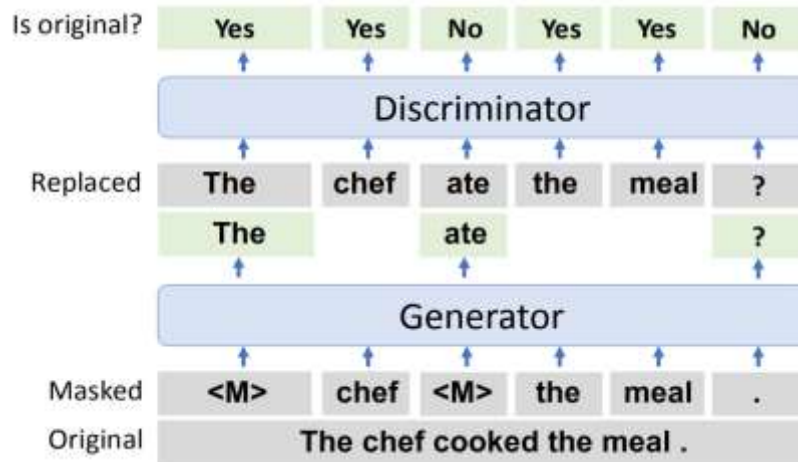 Is original? Yes Yes No Yes Yes No
Discriminator
Replaced The chef ate the meal ?
The ate ?
Generator
Masked <M> chef <M> the meal .
Original The chef cooked the meal .